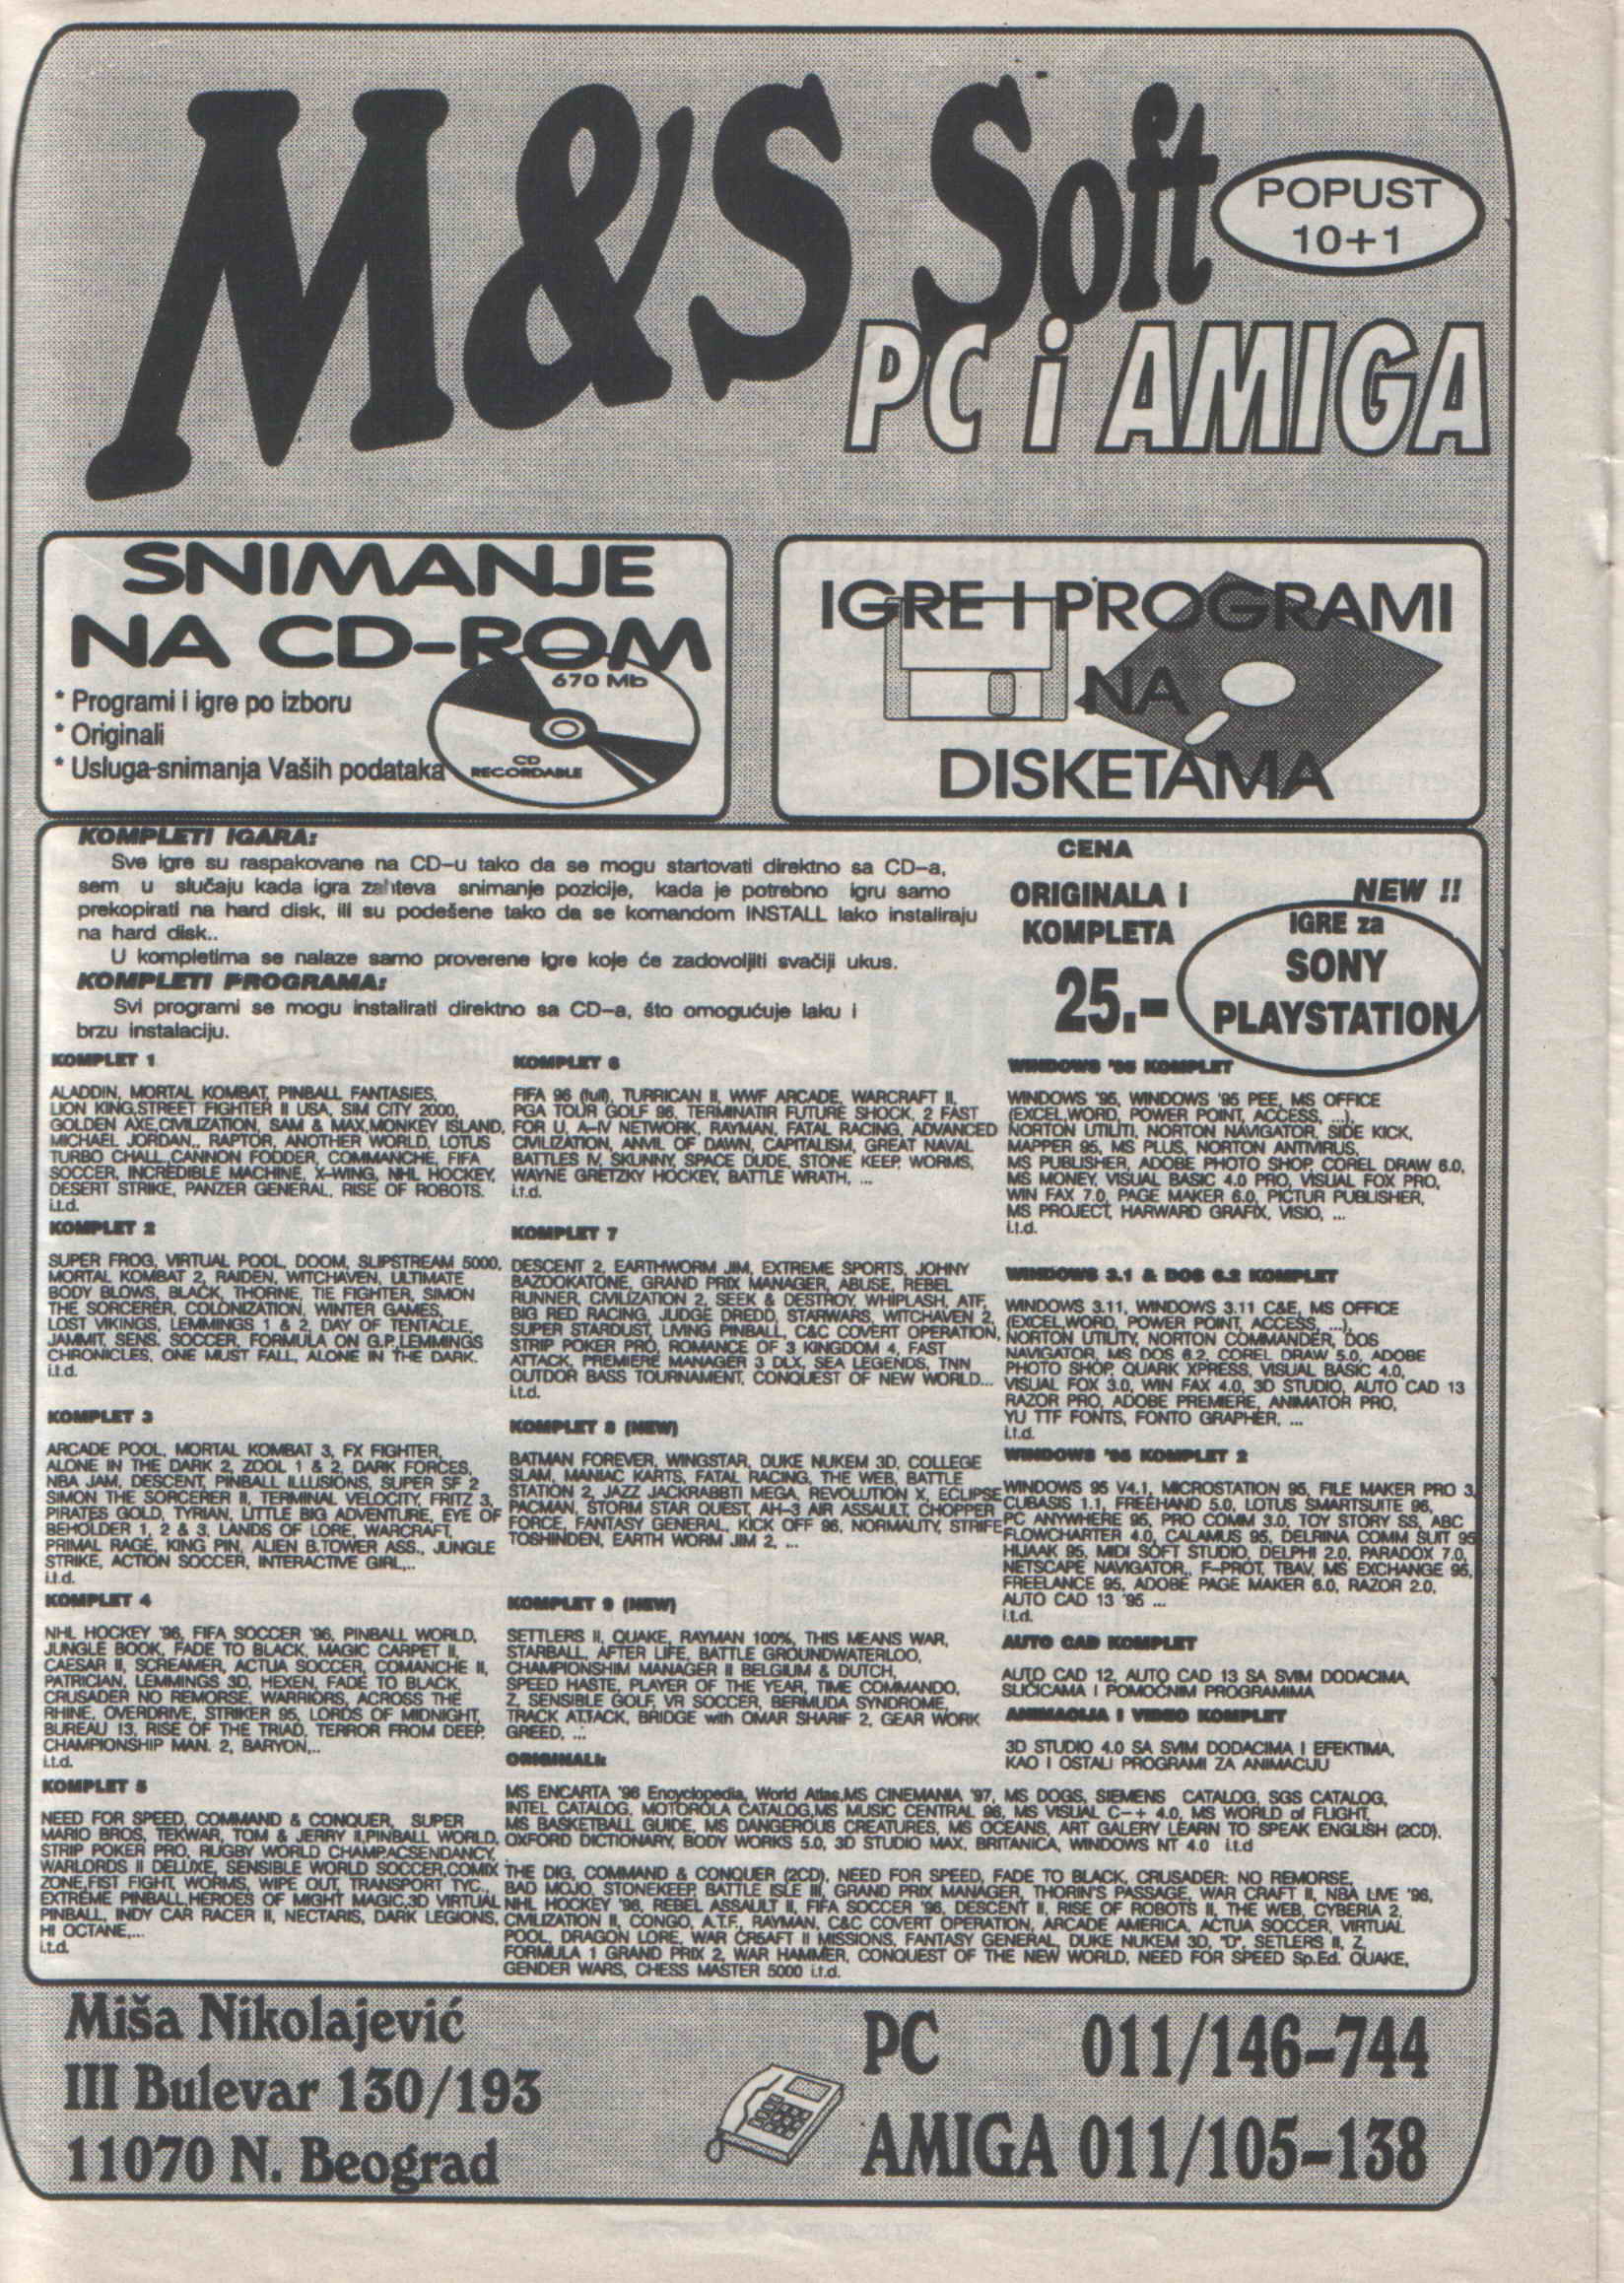 M&S Soft
POPUST
10+1
PC i AMIGA
SNIMANJE
NA CD-ROM
670 Mb
* Programi i igre po izboru
* Originali
* Usluga-snimanja Vaših podataka
CD
RECORDABLE
IGRE I PROGRAMI
NA
DISKETAMA
KOMPLETI IGARA:
Sve igre su raspakovane na CD-u tako da se mogu startovati direktno sa CD-a,
sem u slučaju kada igra zahteva snimanje pozicije, kada je potrebno igru samo
prekopirati na hard disk, ili su podešene tako da se komandom INSTALL lako instaliraju
na hard disk..
U kompletima se nalaze samo proverene igre koje će zadovoljiti svačiji ukus.
KOMPLETI PROGRAMA:
Svi programi se mogu instalirati direktno sa CD-a, što omogućuje laku i
brzu instalaciju.
CENA
ORIGINALA I
KOMPLETA
25.-
NEW !!
IGRE za
SONY
PLAYSTATION
KOMPLET 1
ALADDIN, MORTAL KOMBAT, PINBALL FANTASIES,
LION KING,STREET FIGHTER II USA, SIM CITY 2000,
GOLDEN AXE,CIVILIZATION, SAM & MAX,MONKEY ISLAND,
MICHAEL JORDAN,, RAPTOR, ANOTHER WORLD, LOTUS
TURBO CHALL.,CANNON FODDER, COMMANCHE, FIFA
SOCCER, INCREDIBLE MACHINE, X-WING, NHL HOCKEY,
DESERT STRIKE, PANZER GENERAL, RISE OF ROBOTS.
i.t.d.
KOMPLET 2
SUPER FROG, VIRTUAL POOL, DOOM, SLIPSTREAM 5000,
MORTAL KOMBAT 2, RAIDEN, WITCHAVEN, ULTIMATE
BODY BLOWS, BLACK, THORNE, TIE FIGHTER, SIMON
THE SORCERER, COLONIZATION, WINTER GAMES,
LOST VIKINGS, LEMMINGS 1 & 2, DAY OF TENTACLE,
JAMMIT, SENS. SOCCER, FORMULA ON G.P.,LEMMINGS
CHRONICLES, ONE MUST FALL, ALONE IN THE DARK.
i.t.d.
KOMPLET 3
ARCADE POOL, MORTAL KOMBAT 3, FX FIGHTER,
ALONE IN THE DARK 2, ZOOL 1 & 2, DARK FORCES,
NBA JAM, DESCENT, PINBALL ILLUSIONS, SUPER SF 2
SIMON THE SORCERER II, TERMINAL VELOCITY, FRITZ 3,
PIRATES GOLD, TYRIAN, LITTLE BIG ADVENTURE, EYE OF
BEHOLDER 1, 2 & 3, LANDS OF LORE, WARCRAFT,
PRIMAL RAGE, KING PIN, ALIEN B.TOWER ASS., JUNGLE
STRIKE, ACTION SOCCER, INTERACTIVE GIRL,..
i.t.d.
KOMPLET 4
NHL HOCKEY '96, FIFA SOCCER '96, PINBALL WORLD,
JUNGLE BOOK, FADE TO BLACK, MAGIC CARPET II,
CAESAR II, SCREAMER, ACTUA SOCCER, COMANCHE II,
PATRICIAN, LEMMINGS 3D, HEXEN, FADE TO BLACK,
CRUSADER NO REMORSE, WARRIORS, ACROSS THE
RHINE, OVERDRIVE, STRIKER 95, LORDS OF MIDNIGHT,
BUREAU 13, RISE OF THE TRIAD, TERROR FROM DEEP,
CHAMPIONSHIP MAN. 2, BARYON,..
i.t.d.
KOMPLET 5
NEED FOR SPEED, COMMAND & CONQUER, SUPER
MARIO BROS, TEKWAR, TOM & JERRY II,PINBALL WORLD,
STRIP POKER PRO, RUGBY WORLD CHAMP,ACSENDANCY,
WARLORDS II DELUXE, SENSIBLE WORLD SOCCER,COMIX
ZONE,FIST FIGHT, WORMS, WIPE OUT, TRANSPORT TYC.,
EXTREME PINBALL,HEROES OF MIGHT MAGIC,3D VIRTUAL
PINBALL, INDY CAR RACER II, NECTARIS, DARK LEGIONS,
HI OCTANE,...
i.t.d.
KOMPLET 6
FIFA 96 (full), TURRICAN II, WWF ARCADE, WARCRAFT II,
PGA TOUR GOLF 96, TERMINATIR FUTURE SHOCK, 2 FAST
FOR U, A-IV NETWORK, RAYMAN, FATAL RACING, ADVANCED
CIVILIZATION, ANVIL OF DAWN, CAPITALISM, GREAT NAVAL
BATTLES IV, SKUNNY, SPACE DUDE, STONE KEEP, WORMS,
WAYNE GRETZKY HOCKEY, BATTLE WRATH, ...
i.t.d.
KOMPLET 7
DESCENT 2, EARTHWORM JIM, EXTREME SPORTS, JOHNY
BAZOOKATONE, GRAND PRIX MANAGER, ABUSE, REBEL
RUNNER, CIVILIZATION 2, SEEK & DESTROY, WHIPLASH, ATF,
BIG RED RACING, JUDGE DREDD, STARWARS, WITCHAVEN 2,
SUPER STARDUST, LIVING PINBALL, C&C COVERT OPERATION,
STRIP POKER PRO, ROMANCE OF 3 KINGDOM 4, FAST
ATTACK, PREMIERE MANAGER 3 DLX, SEA LEGENDS, TNN
OUTDOR BASS TOURNAMENT, CONQUEST OF NEW WORLD...
i.t.d.
KOMPLET 8 (NEW)
BATMAN FOREVER, WINGSTAR, DUKE NUKEM 3D, COLLEGE
SLAM, MANIAC KARTS, FATAL RACING, THE WEB, BATTLE
STATION 2, JAZZ JACKRABBTI MEGA, REVOLUTION X, ECLIPSE
PACMAN, STORM STAR QUEST, AH-3 AIR ASSAULT, CHOPPER
FORCE, FANTASY GENERAL, KICK OFF 96, NORMALITY, STRIFE
TOSHINDEN, EARTH WORM JIM 2, ...
KOMPLET 9 (NEW)
SETTLERS II, QUAKE, RAYMAN 100%, THIS MEANS WAR,
STARBALL, AFTER LIFE, BATTLE GROUNDWATERLOO,
CHAMPIONSHIM MANAGER II BELGIUM & DUTCH,
SPEED HASTE, PLAYER OF THE YEAR, TIME COMMANDO,
Z, SENSIBLE GOLF, VR SOCCER, BERMUDA SYNDROME,
TRACK ATTACK, BRIDGE with OMAR SHARIF 2, GEAR WORK
GREED, ...
WINDOWS '95 KOMPLET
WINDOWS '95, WINDOWS '95 PEE, MS OFFICE
(EXCEL,WORD, POWER POINT, ACCESS, ...),
NORTON UTILITI, NORTON NAVIGATOR, SIDE KICK,
MAPPER 95, MS PLUS, NORTON ANTIVIRUS,
MS PUBLISHER, ADOBE PHOTO SHOP, COREL DRAW 6.0,
MS MONEY, VISUAL BASIC 4.0 PRO, VISUAL FOX PRO,
WIN FAX 7.0, PAGE MAKER 6.0, PICTUR PUBLISHER,
MS PROJECT, HARWARD GRAFIX, VISIO, ...
i.t.d.
WINDOWS 3.1 & DOS 6.2 KOMPLET
WINDOWS 3.11, WINDOWS 3.11 C&E, MS OFFICE
(EXCEL,WORD, POWER POINT, ACCESS, ...),
NORTON UTILITY, NORTON COMMANDER, DOS
NAVIGATOR, MS DOS 6.2, COREL DRAW 5.0, ADOBE
PHOTO SHOP, QUARK XPRESS, VISUAL BASIC 4.0,
VISUAL FOX 3.0, WIN FAX 4.0, 3D STUDIO, AUTO CAD 13
RAZOR PRO, ADOBE PREMIERE, ANIMATOR PRO,
YU TTF FONTS, FONTO GRAPHER, ...
i.t.d.
WINDOWS '95 KOMPLET 2
WINDOWS 95 V4.1, MICROSTATION 95, FILE MAKER PRO 3,
CUBASIS 1.1, FREEHAND 5.0, LOTUS SMARTSUITE 96,
PC ANYWHERE 95, PRO COMM 3.0, TOY STORY SS, ABC
FLOWCHARTER 4.0, CALAMUS 95, DELRINA COMM SUIT 95
HIJAAK 95, MIDI SOFT STUDIO, DELPHI 2.0, PARADOX 7.0,
NETSCAPE NAVIGATOR,, F-PROT, TBAV, MS EXCHANGE 95,
FREELANCE 95, ADOBE PAGE MAKER 6.0, RAZOR 2.0,
AUTO CAD 13 '95 ...
i.t.d.
AUTO CAD KOMPLET
AUTO CAD 12, AUTO CAD 13 SA SVIM DODACIMA,
SLIČICAMA I POMOĆNIM PROGRAMIMA
ANIMACIJA I VIDEO KOMPLET
3D STUDIO 4.0 SA SVIM DODACIMA I EFEKTIMA,
KAO I OSTALI PROGRAMI ZA ANIMACIJU
ORIGINALI:
MS ENCARTA '96 Encyclopedia, World Atlas,MS CINEMANIA '97, MS DOGS, SIEMENS CATALOG, SGS CATALOG,
INTEL CATALOG, MOTOROLA CATALOG,MS MUSIC CENTRAL 96, MS VISUAL C-+ 4.0, MS WORLD of FLIGHT,
MS BASKETBALL GUIDE, MS DANGEROUS CREATURES, MS OCEANS, ART GALERY LEARN TO SPEAK ENGLISH (2CD),
OXFORD DICTIONARY, BODY WORKS 5.0, 3D STUDIO MAX, BRITANICA, WINDOWS NT 4.0 i.t.d
THE DIG, COMMAND & CONQUER (2CD), NEED FOR SPEED, FADE TO BLACK, CRUSADER: NO REMORSE,
BAD MOJO, STONEKEEP, BATTLE ISLE III, GRAND PRIX MANAGER, THORIN'S PASSAGE, WAR CRAFT II, NBA LIVE '96,
NHL HOCKEY '96, REBEL ASSAULT II, FIFA SOCCER '96, DESCENT II, RISE OF ROBOTS II, THE WEB, CYBERIA 2,
CIVILIZATION II, CONGO, A.T.F., RAYMAN, C&C COVERT OPERATION, ARCADE AMERICA, ACTUA SOCCER, VIRTUAL
POOL, DRAGON LORE, WAR CR5AFT II MISSIONS, FANTASY GENERAL, DUKE NUKEM 3D, "D", SETLERS II, Z,
FORMULA 1 GRAND PRIX 2, WAR HAMMER, CONQUEST OF THE NEW WORLD, NEED FOR SPEED Sp.Ed. QUAKE,
GENDER WARS, CHESS MASTER 5000 i.t.d.
Miša Nikolajević
III Bulevar 130/193
11070 N. Beograd
PC 011/146-744
AMIGA 011/105-138